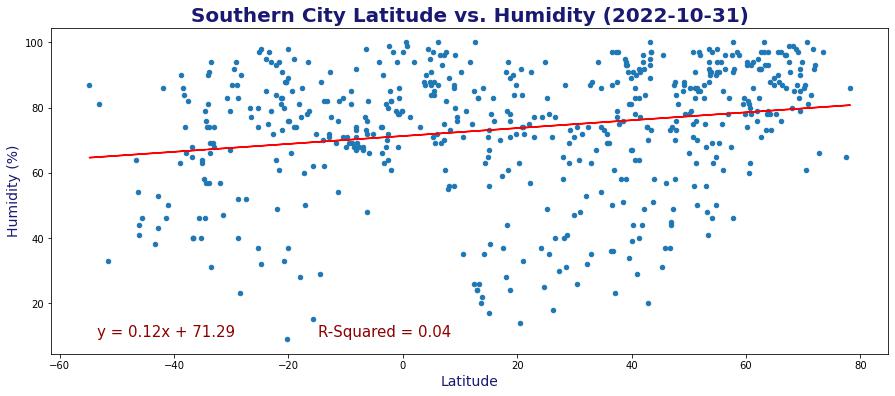 Southern City Latitude vs. Humidity (2022-10-31)
100
80
60
40
20
Humidity (%)
y = 0.12x + 71.29
R-Squared = 0.04
−60
−40
−20
0
20
40
60
80
Latitude